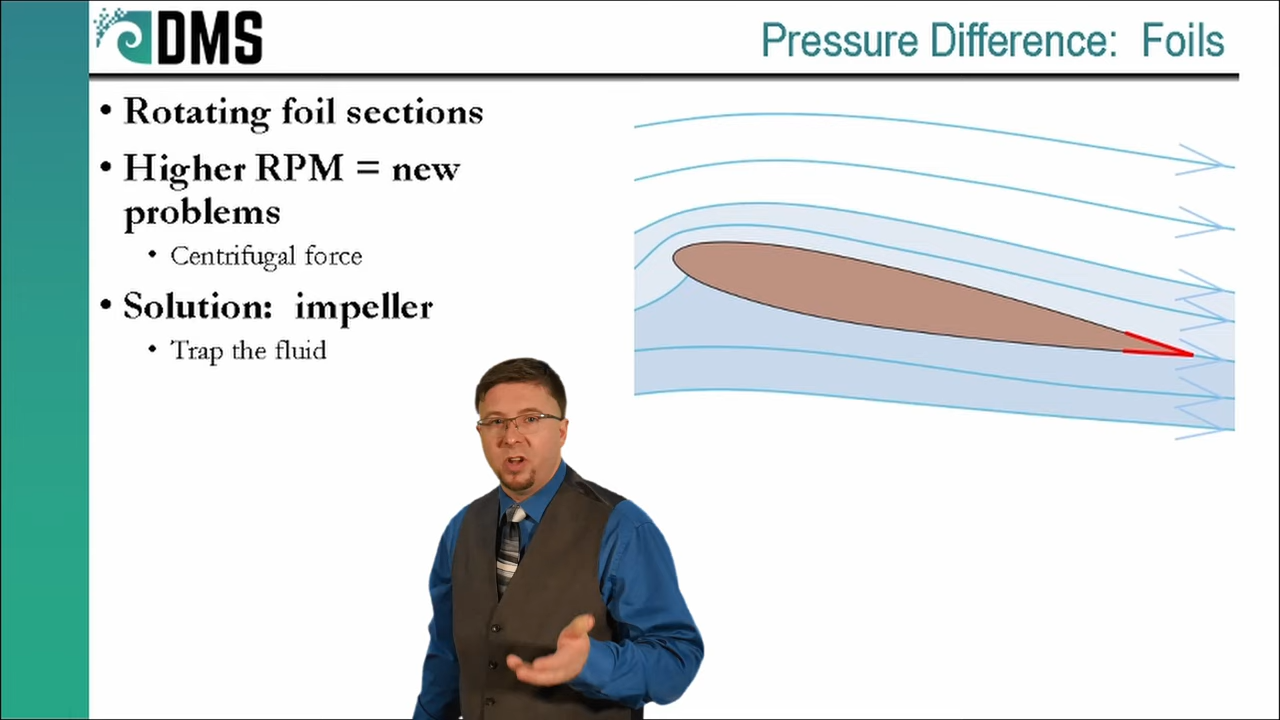 DMS
Pressure Difference: Foils
• Rotating foil sections
• Higher RPM = new
problems
• Centrifugal force
• Solution: impeller
• Trap the fluid